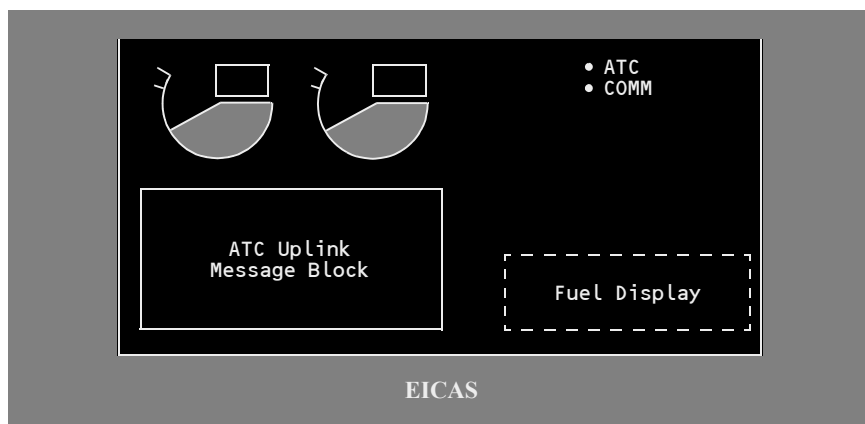 • ATC
• COMM
ATC Uplink
Message Block
Fuel Display
EICAS